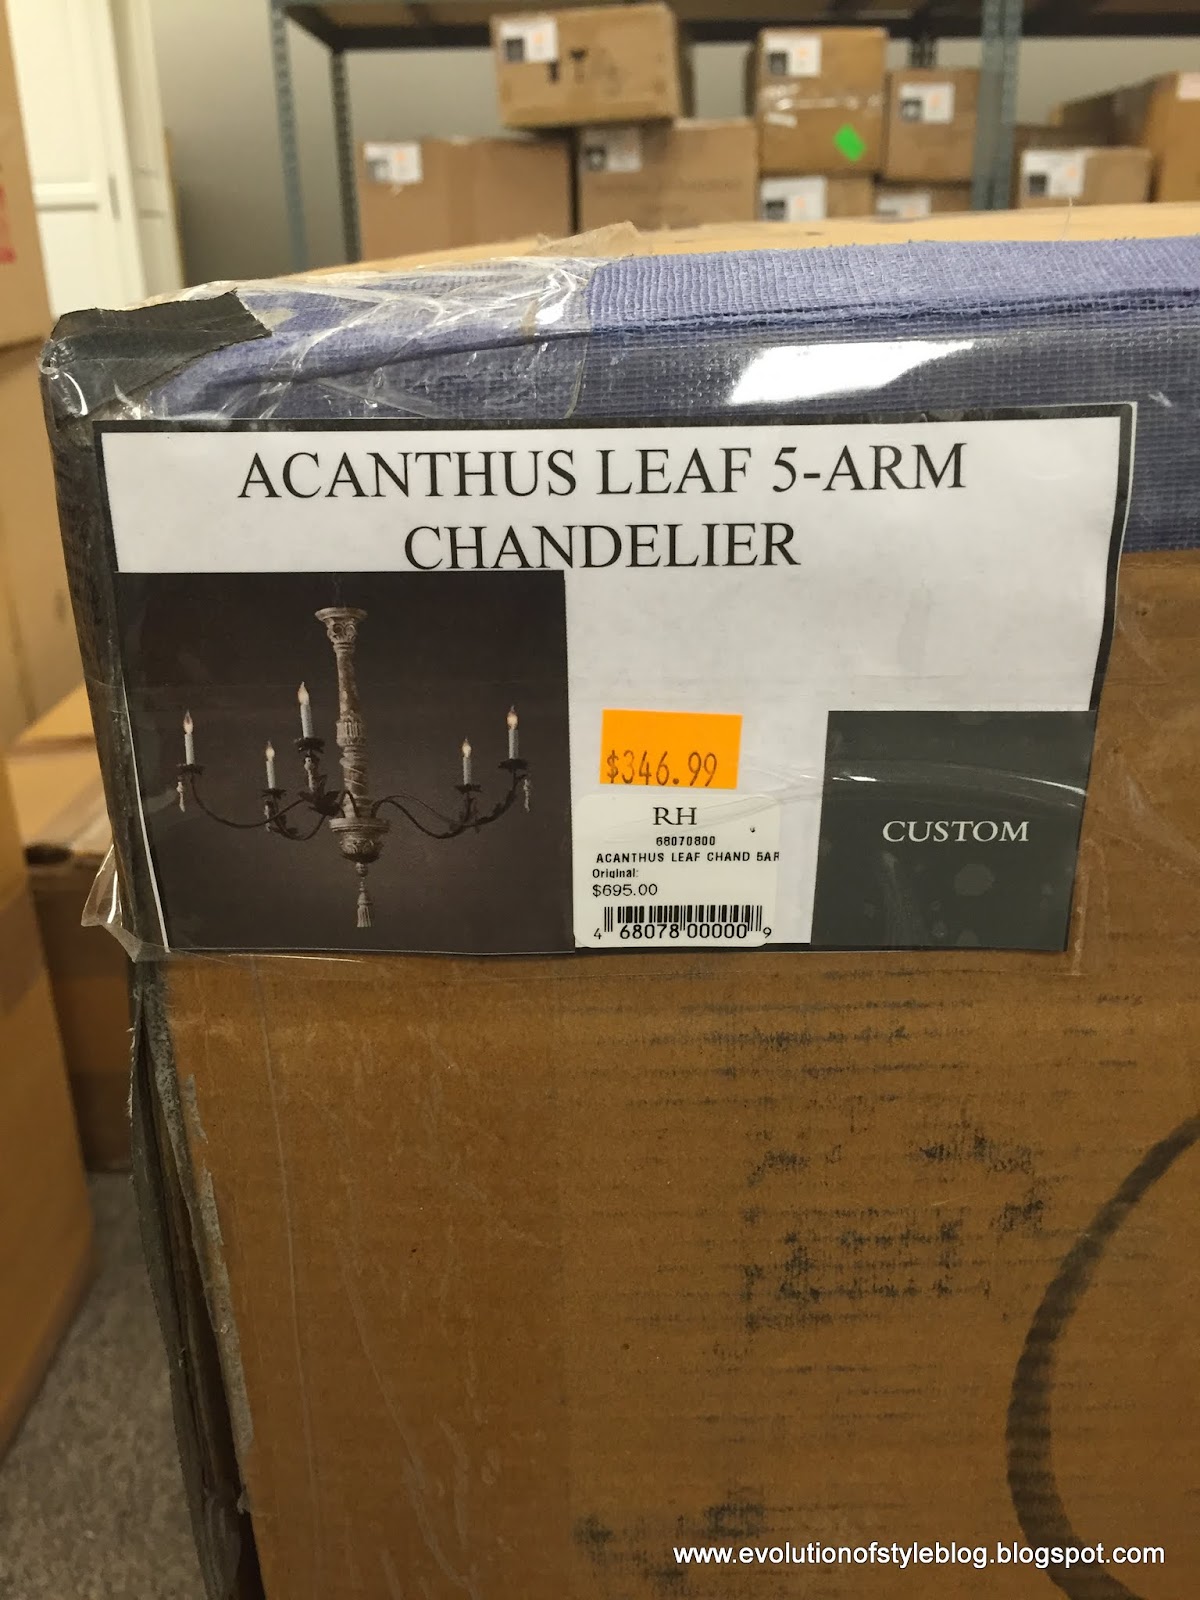 ACANTHUS LEAF 5-ARM
CHANDELIER
$346.99
RH
68070800
ACANTHUS LEAF CHAND 5AR
Original:
$695.00
4 68078 00000 9
CUSTOM
www.evolutionofstyleblog.blogspot.com